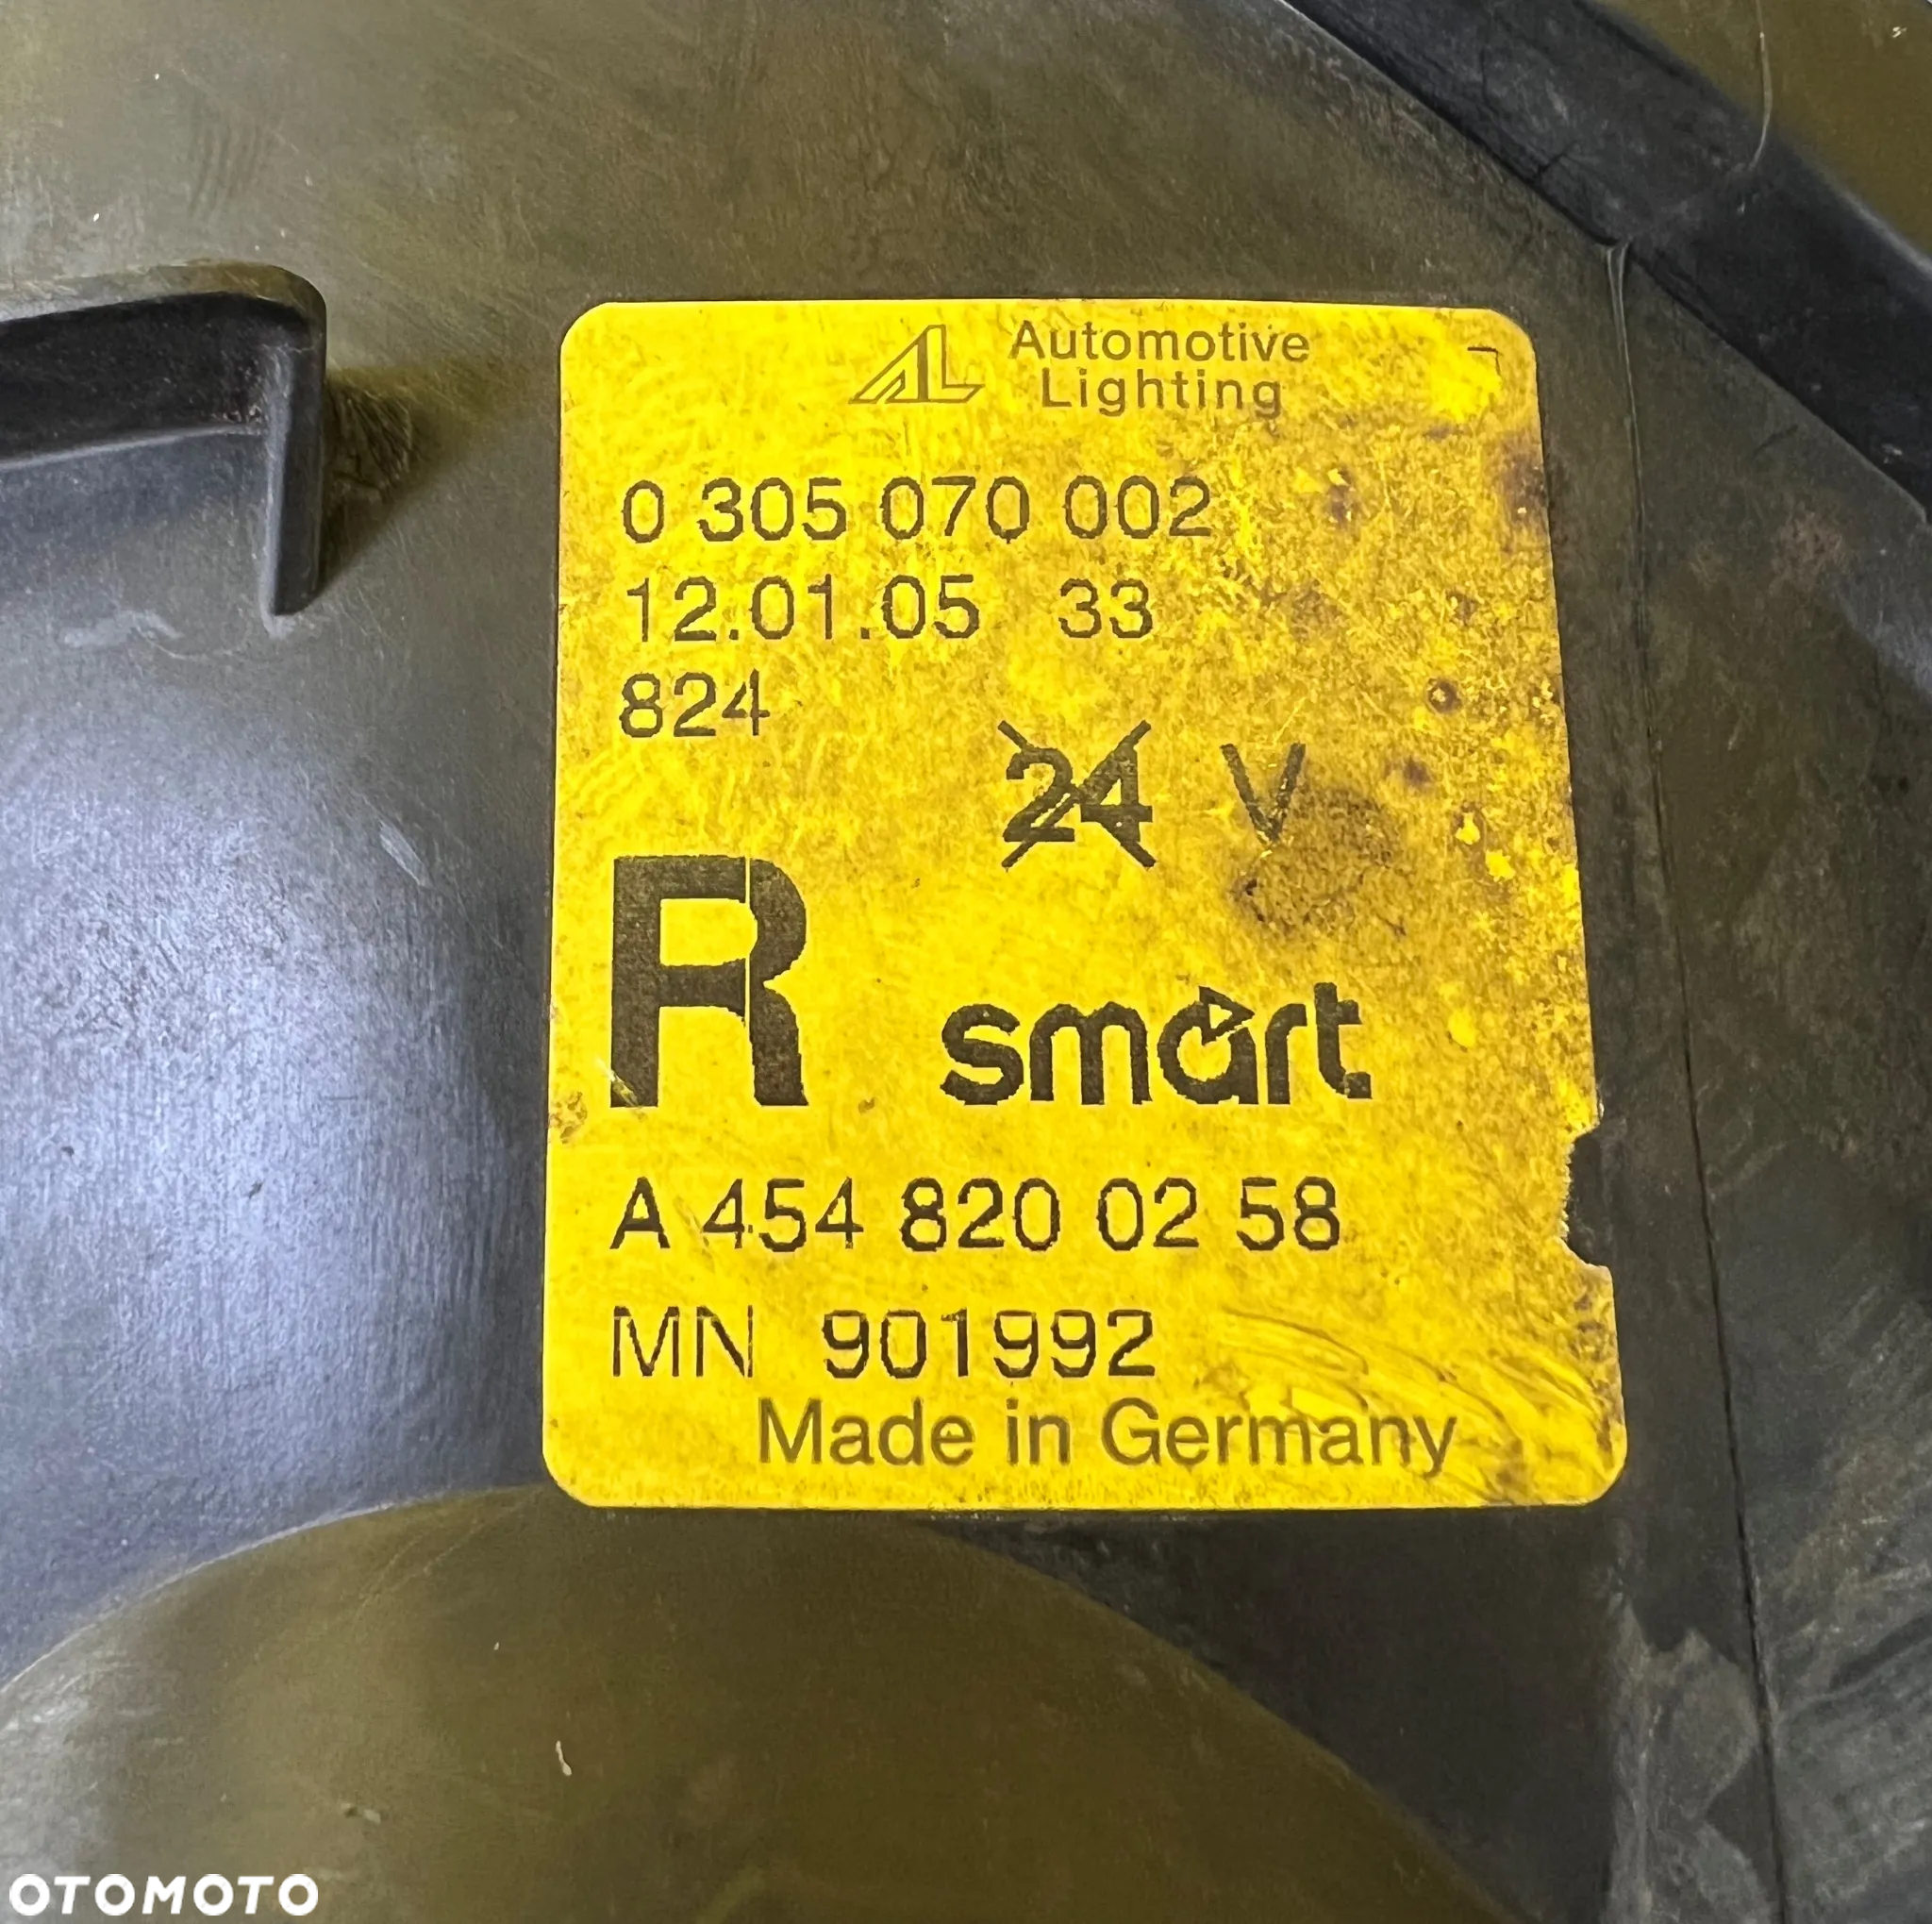 AL Automotive
Lighting
0 305 070 002
12.01.05 33
824
24 V
R smart
A 454 820 02 58
MN 901992
Made in Germany
OTOMOTO